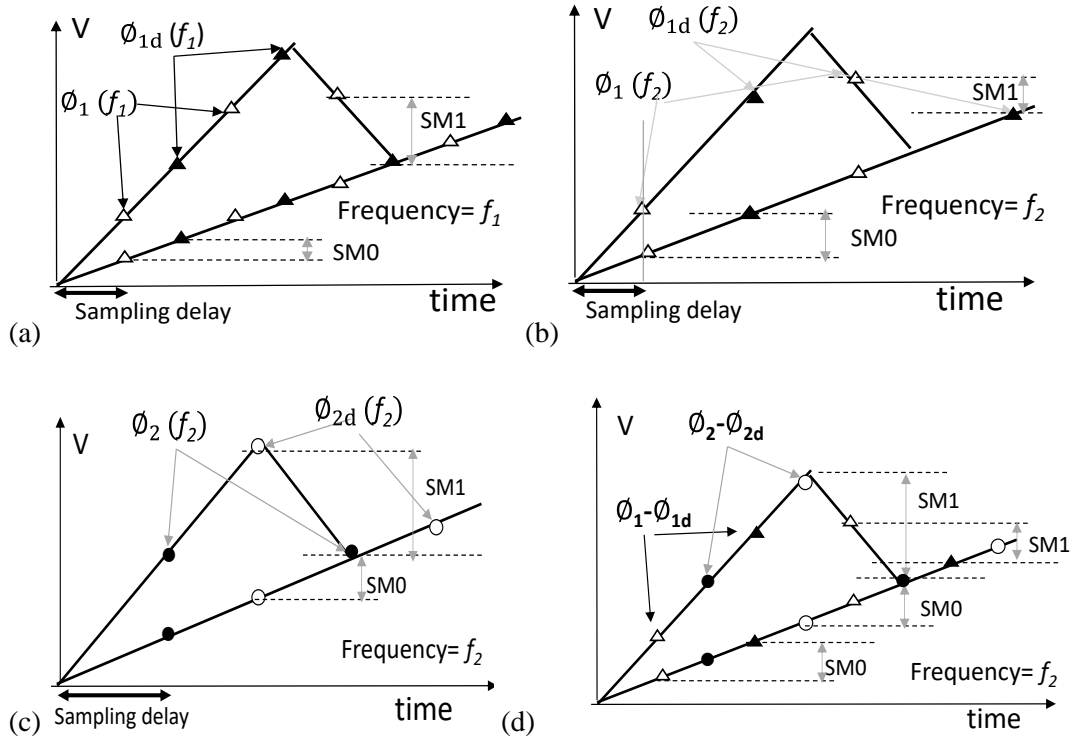 V
Ø1d (f1)
Ø1 (f1)
SM1
Frequency= f1
SM0
time
Sampling delay
(a)
V
Ø1d (f2)
Ø1 (f2)
SM1
Frequency= f2
SM0
time
Sampling delay
(b)
V
Ø2 (f2)
Ø2d (f2)
SM1
SM0
Frequency= f2
time
Sampling delay
(c)
V
Ø2-Ø2d
Ø1-Ø1d
SM1
SM1
SM0
SM0
Frequency= f2
time
(d)